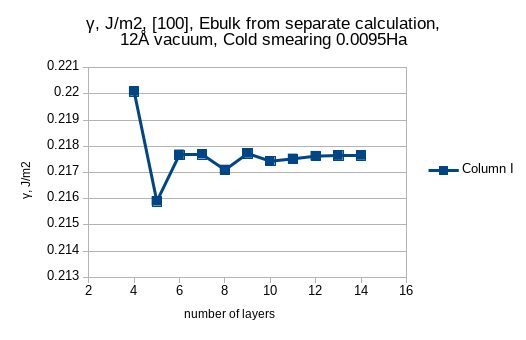 γ, J/m2, [100], Ebulk from separate calculation,
12Å vacuum, Cold smearing 0.0095Ha
0.221
0.22
0.219
0.218
0.217
0.216
0.215
0.214
0.213
γ, J/m2
2 4 6 8 10 12 14 16
number of layers
Column I